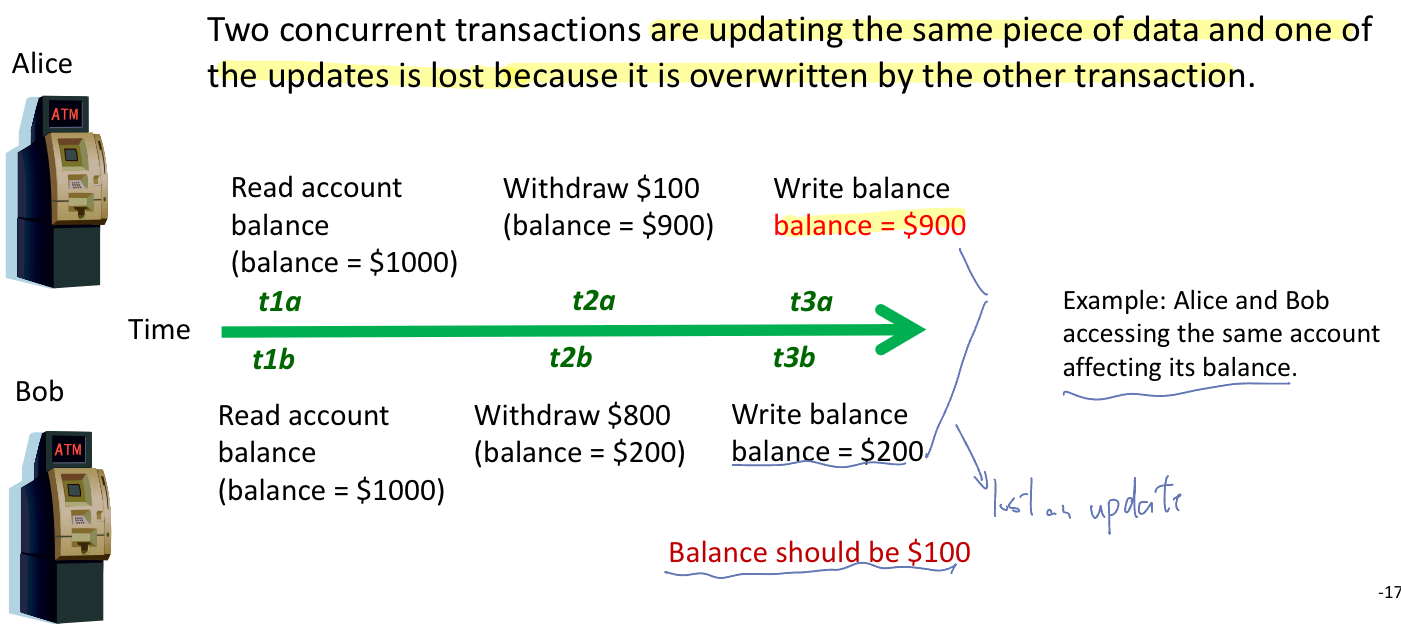 Two concurrent transactions are updating the same piece of data and one of
the updates is lost because it is overwritten by the other transaction.
Alice
ATM
Read account
balance
(balance = $1000)
Withdraw $100
(balance = $900)
Write balance
balance = $900
t1a
t2a
t3a
Time
t1b
t2b
t3b
Example: Alice and Bob
accessing the same account
affecting its balance.
Bob
ATM
Read account
balance
(balance = $1000)
Withdraw $800
(balance = $200)
Write balance
balance = $200
lost an update
Balance should be $100
-17